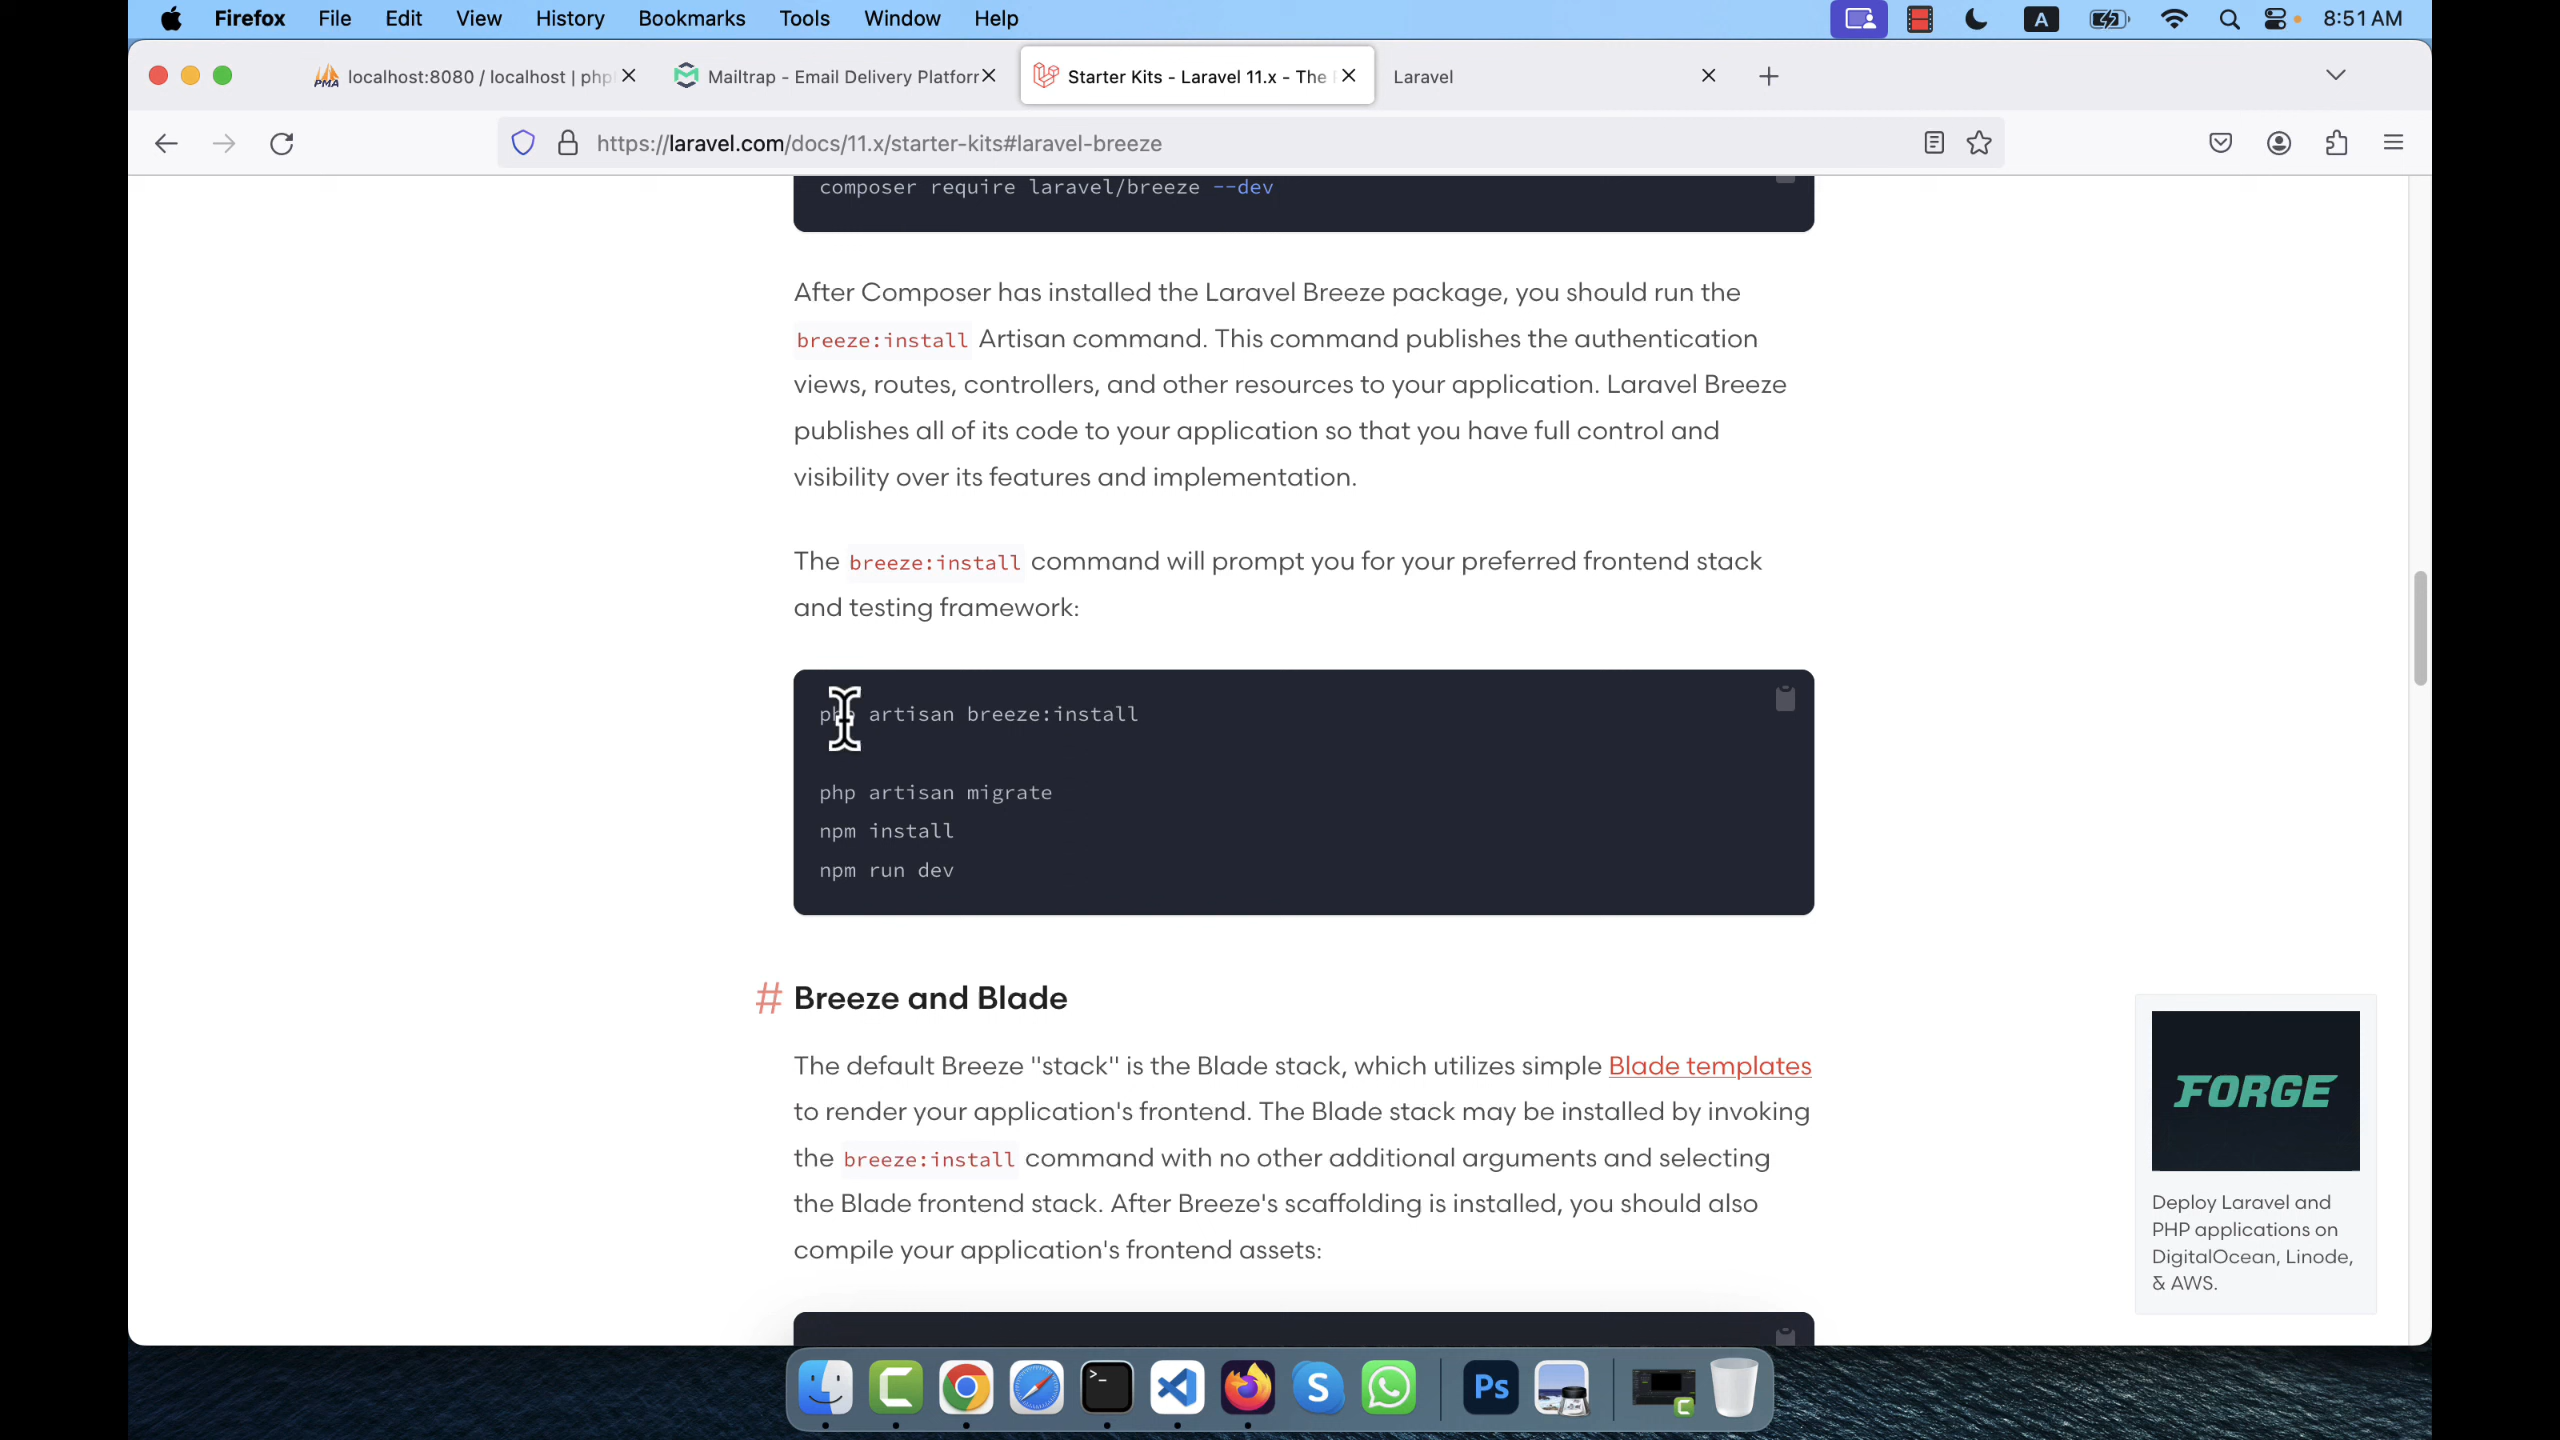 Firefox File Edit View History Bookmarks Tools Window Help A 8:51 AM
PMA localhost:8080 / localhost | php Mailtrap - Email Delivery Platform Starter Kits - Laravel 11.x - The Laravel
https://laravel.com/docs/11.x/starter-kits#laravel-breeze
composer require laravel/breeze --dev
After Composer has installed the Laravel Breeze package, you should run the
breeze:install Artisan command. This command publishes the authentication
views, routes, controllers, and other resources to your application. Laravel Breeze
publishes all of its code to your application so that you have full control and
visibility over its features and implementation.
The breeze:install command will prompt you for your preferred frontend stack
and testing framework:
php artisan breeze:install
php artisan migrate
npm install
npm run dev
# Breeze and Blade
The default Breeze "stack" is the Blade stack, which utilizes simple Blade templates
to render your application's frontend. The Blade stack may be installed by invoking
the breeze:install command with no other additional arguments and selecting
the Blade frontend stack. After Breeze's scaffolding is installed, you should also
compile your application's frontend assets:
FORGE
Deploy Laravel and
PHP applications on
DigitalOcean, Linode,
& AWS.
Ps